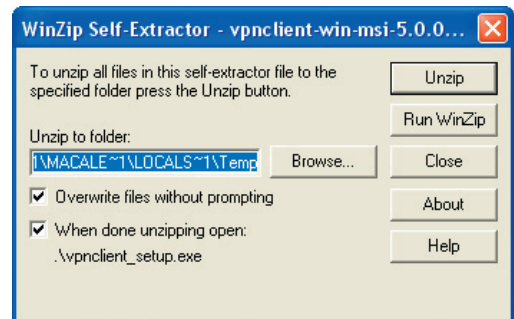 WinZip Self-Extractor - vpnclient-win-msi-5.0.0...
To unzip all files in this self-extractor file to the
specified folder press the Unzip button.
Unzip to folder:
1\MACALE~1\LOCALS~1\Temp
Browse...
Overwrite files without prompting
When done unzipping open:
.\vpnclient_setup.exe
Unzip
Run WinZip
Close
About
Help